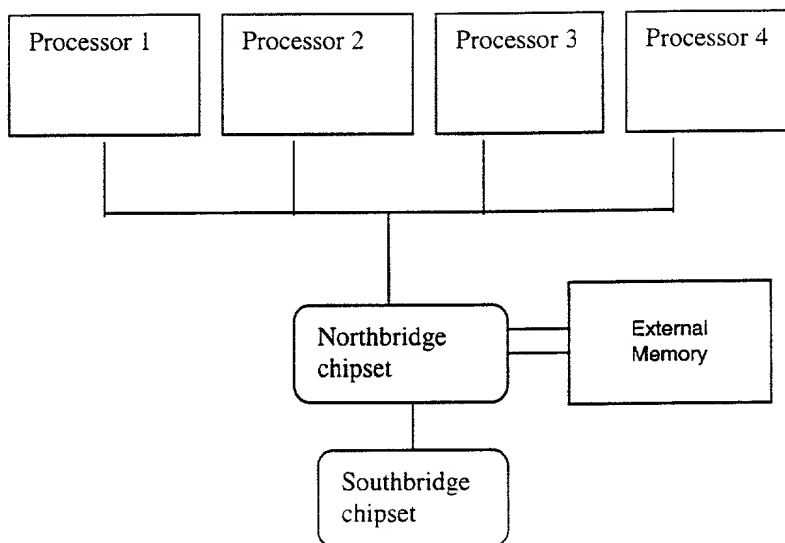 Processor 1
Processor 2
Processor 3
Processor 4
Northbridge
chipset
External
Memory
Southbridge
chipset